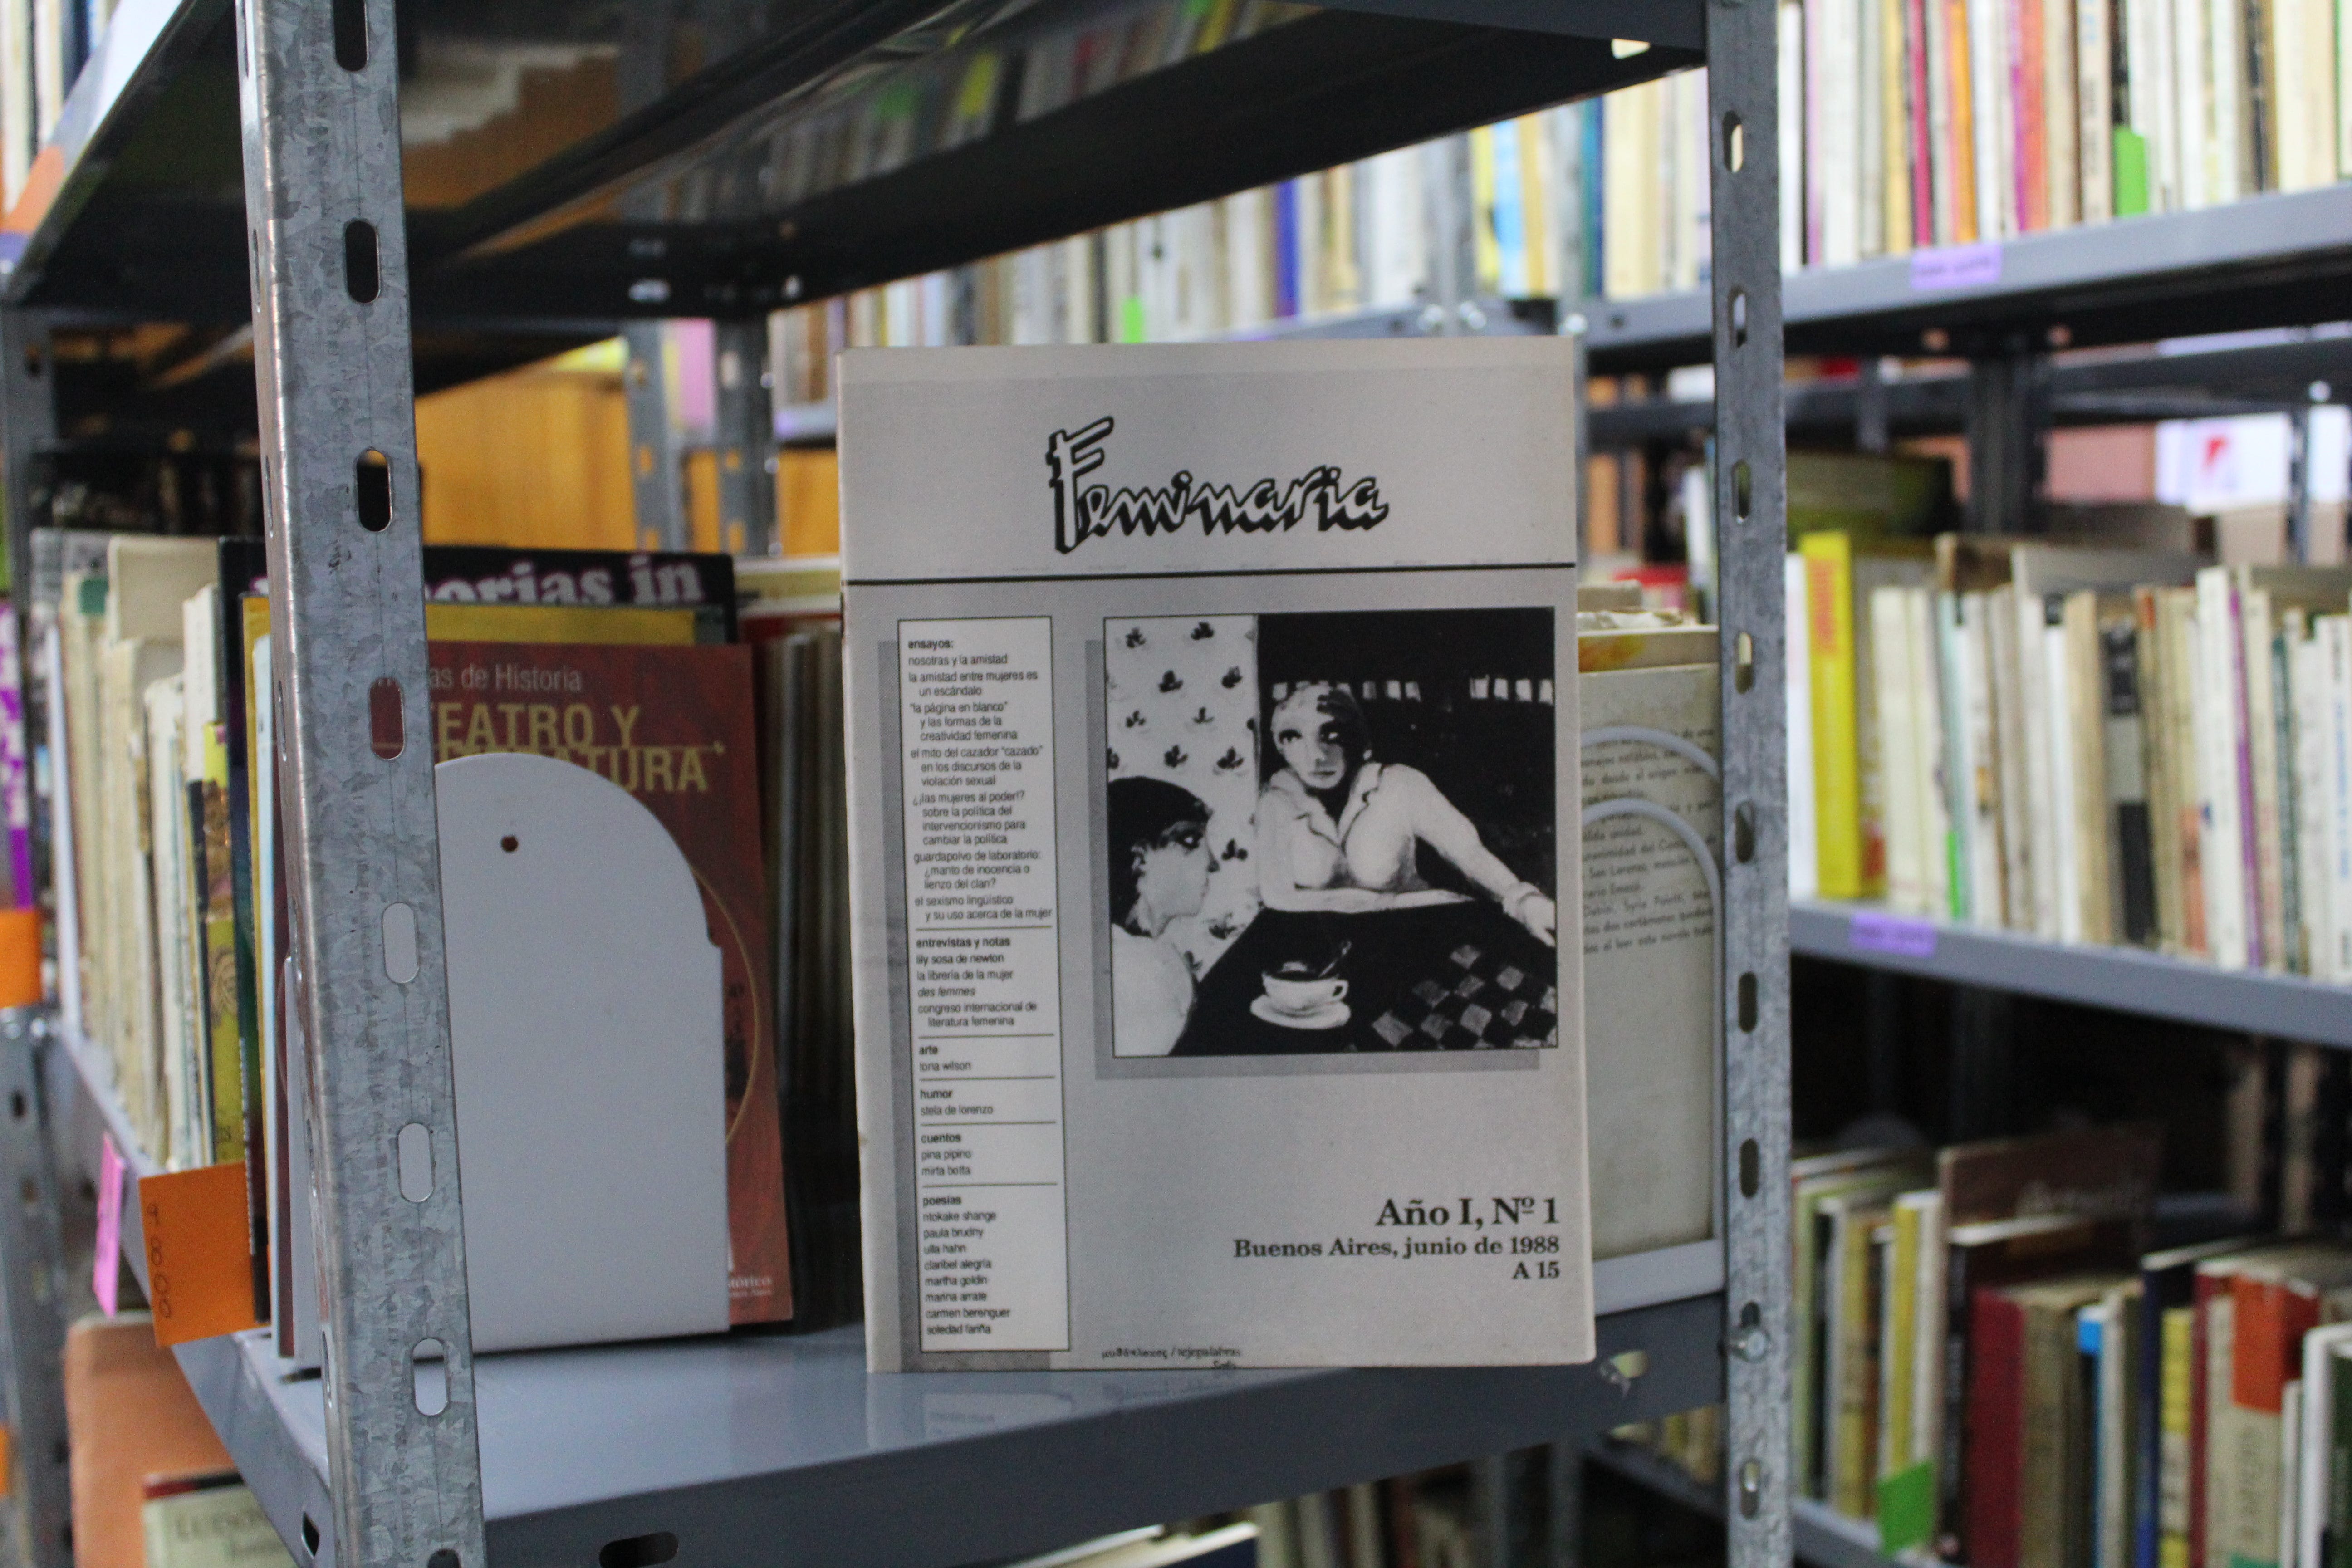 Feminaria
ensayos:
nosotras y la amistad
la amistad entre mujeres es
un escándalo
"la página en blanco"
y las formas de la
creatividad femenina
el mito del cazador "cazado"
en los discursos de la
violación sexual
¿¡las mujeres al poder!?
sobre la política del
intervencionismo para
cambiar la política
guardapolvo de laboratorio:
¿manto de inocencia o
lienzo del clan?
el sexismo lingüístico
y su uso acerca de la mujer
entrevistas y notas
lily sosa de newton
la librería de la mujer
des femmes
congreso internacional de
literatura femenina
arte
loria wilson
humor
stela de lorenzo
cuentos
pina pipino
mirta botta
poesías
ntokake shange
paula brudny
ulla hahn
claribel alegría
martha goldin
marina arrate
carmen berenguer
soledad fariña
Año I, Nº 1
Buenos Aires, junio de 1988
A 15
orias in
as de Historia
TEATRO Y
ATURA
9800